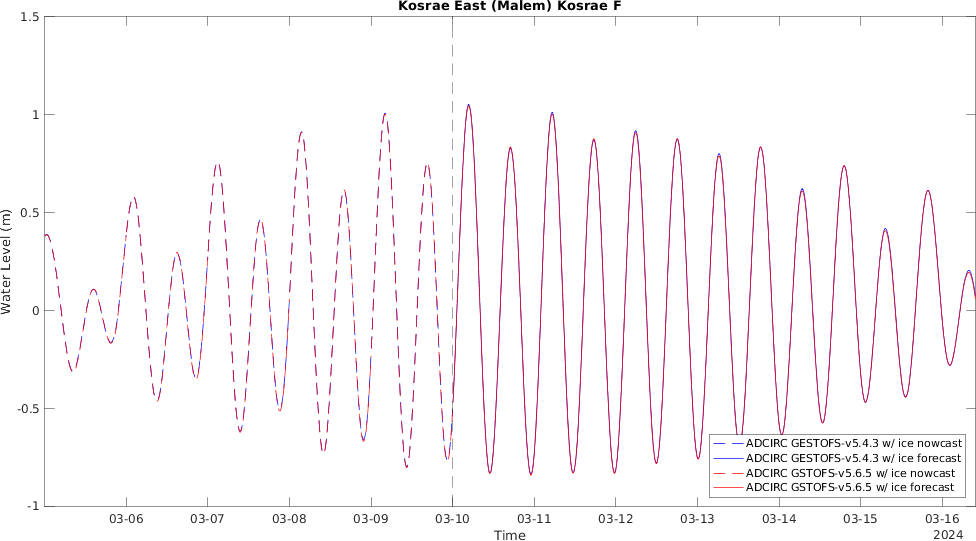 Kosrae East (Malem) Kosrae F
1.5
1
0.5
0
-0.5
-1
Water Level (m)
ADCIRC GESTOFS-v5.4.3 w/ ice nowcast
ADCIRC GESTOFS-v5.4.3 w/ ice forecast
ADCIRC GSTOFS-v5.6.5 w/ ice nowcast
ADCIRC GSTOFS-v5.6.5 w/ ice forecast
03-06 03-07 03-08 03-09 03-10 03-11 03-12 03-13 03-14 03-15 03-16
Time
2024